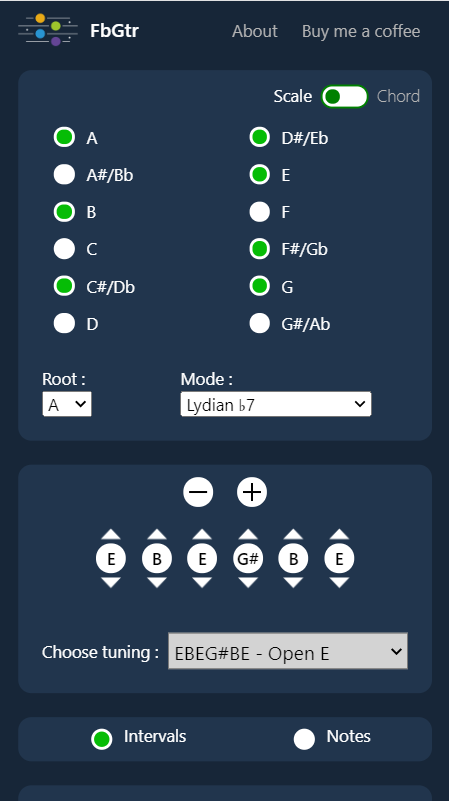 FbGtr About Buy me a coffee
Scale Chord
A D#/Eb
A#/Bb E
B F
C F#/Gb
C#/Db G
D G#/Ab
Root : Mode :
A Lydian ♭7
E B E G# B E
Choose tuning : EBEG#BE - Open E
Intervals Notes